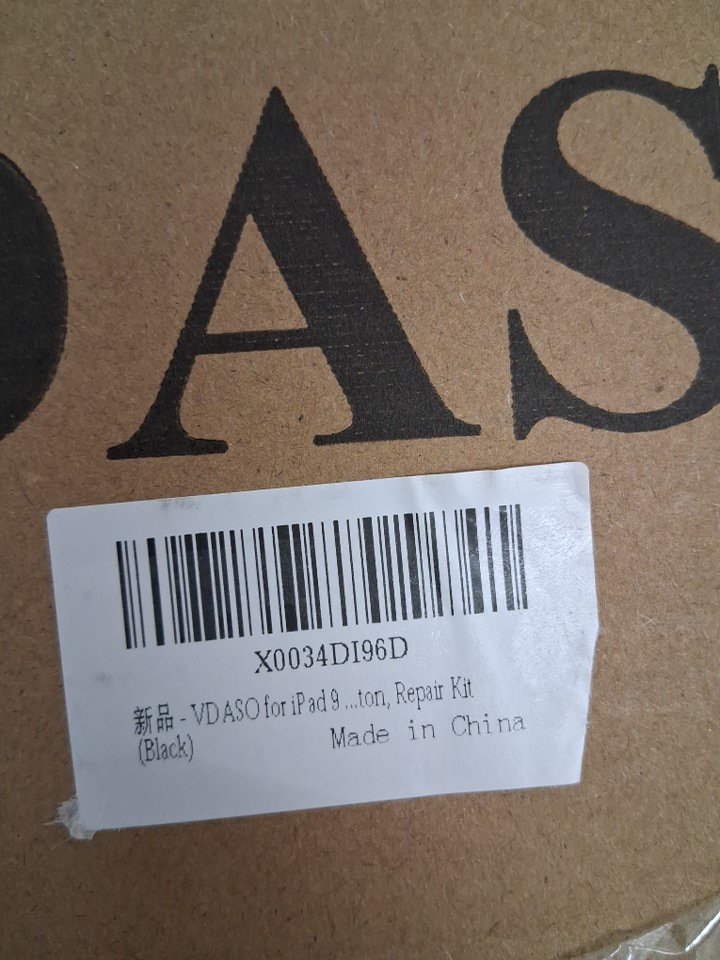 DAS
X0034DI96D
新品 - VDASO for iPad 9 ...ton, Repair Kit
(Black)
Made in China